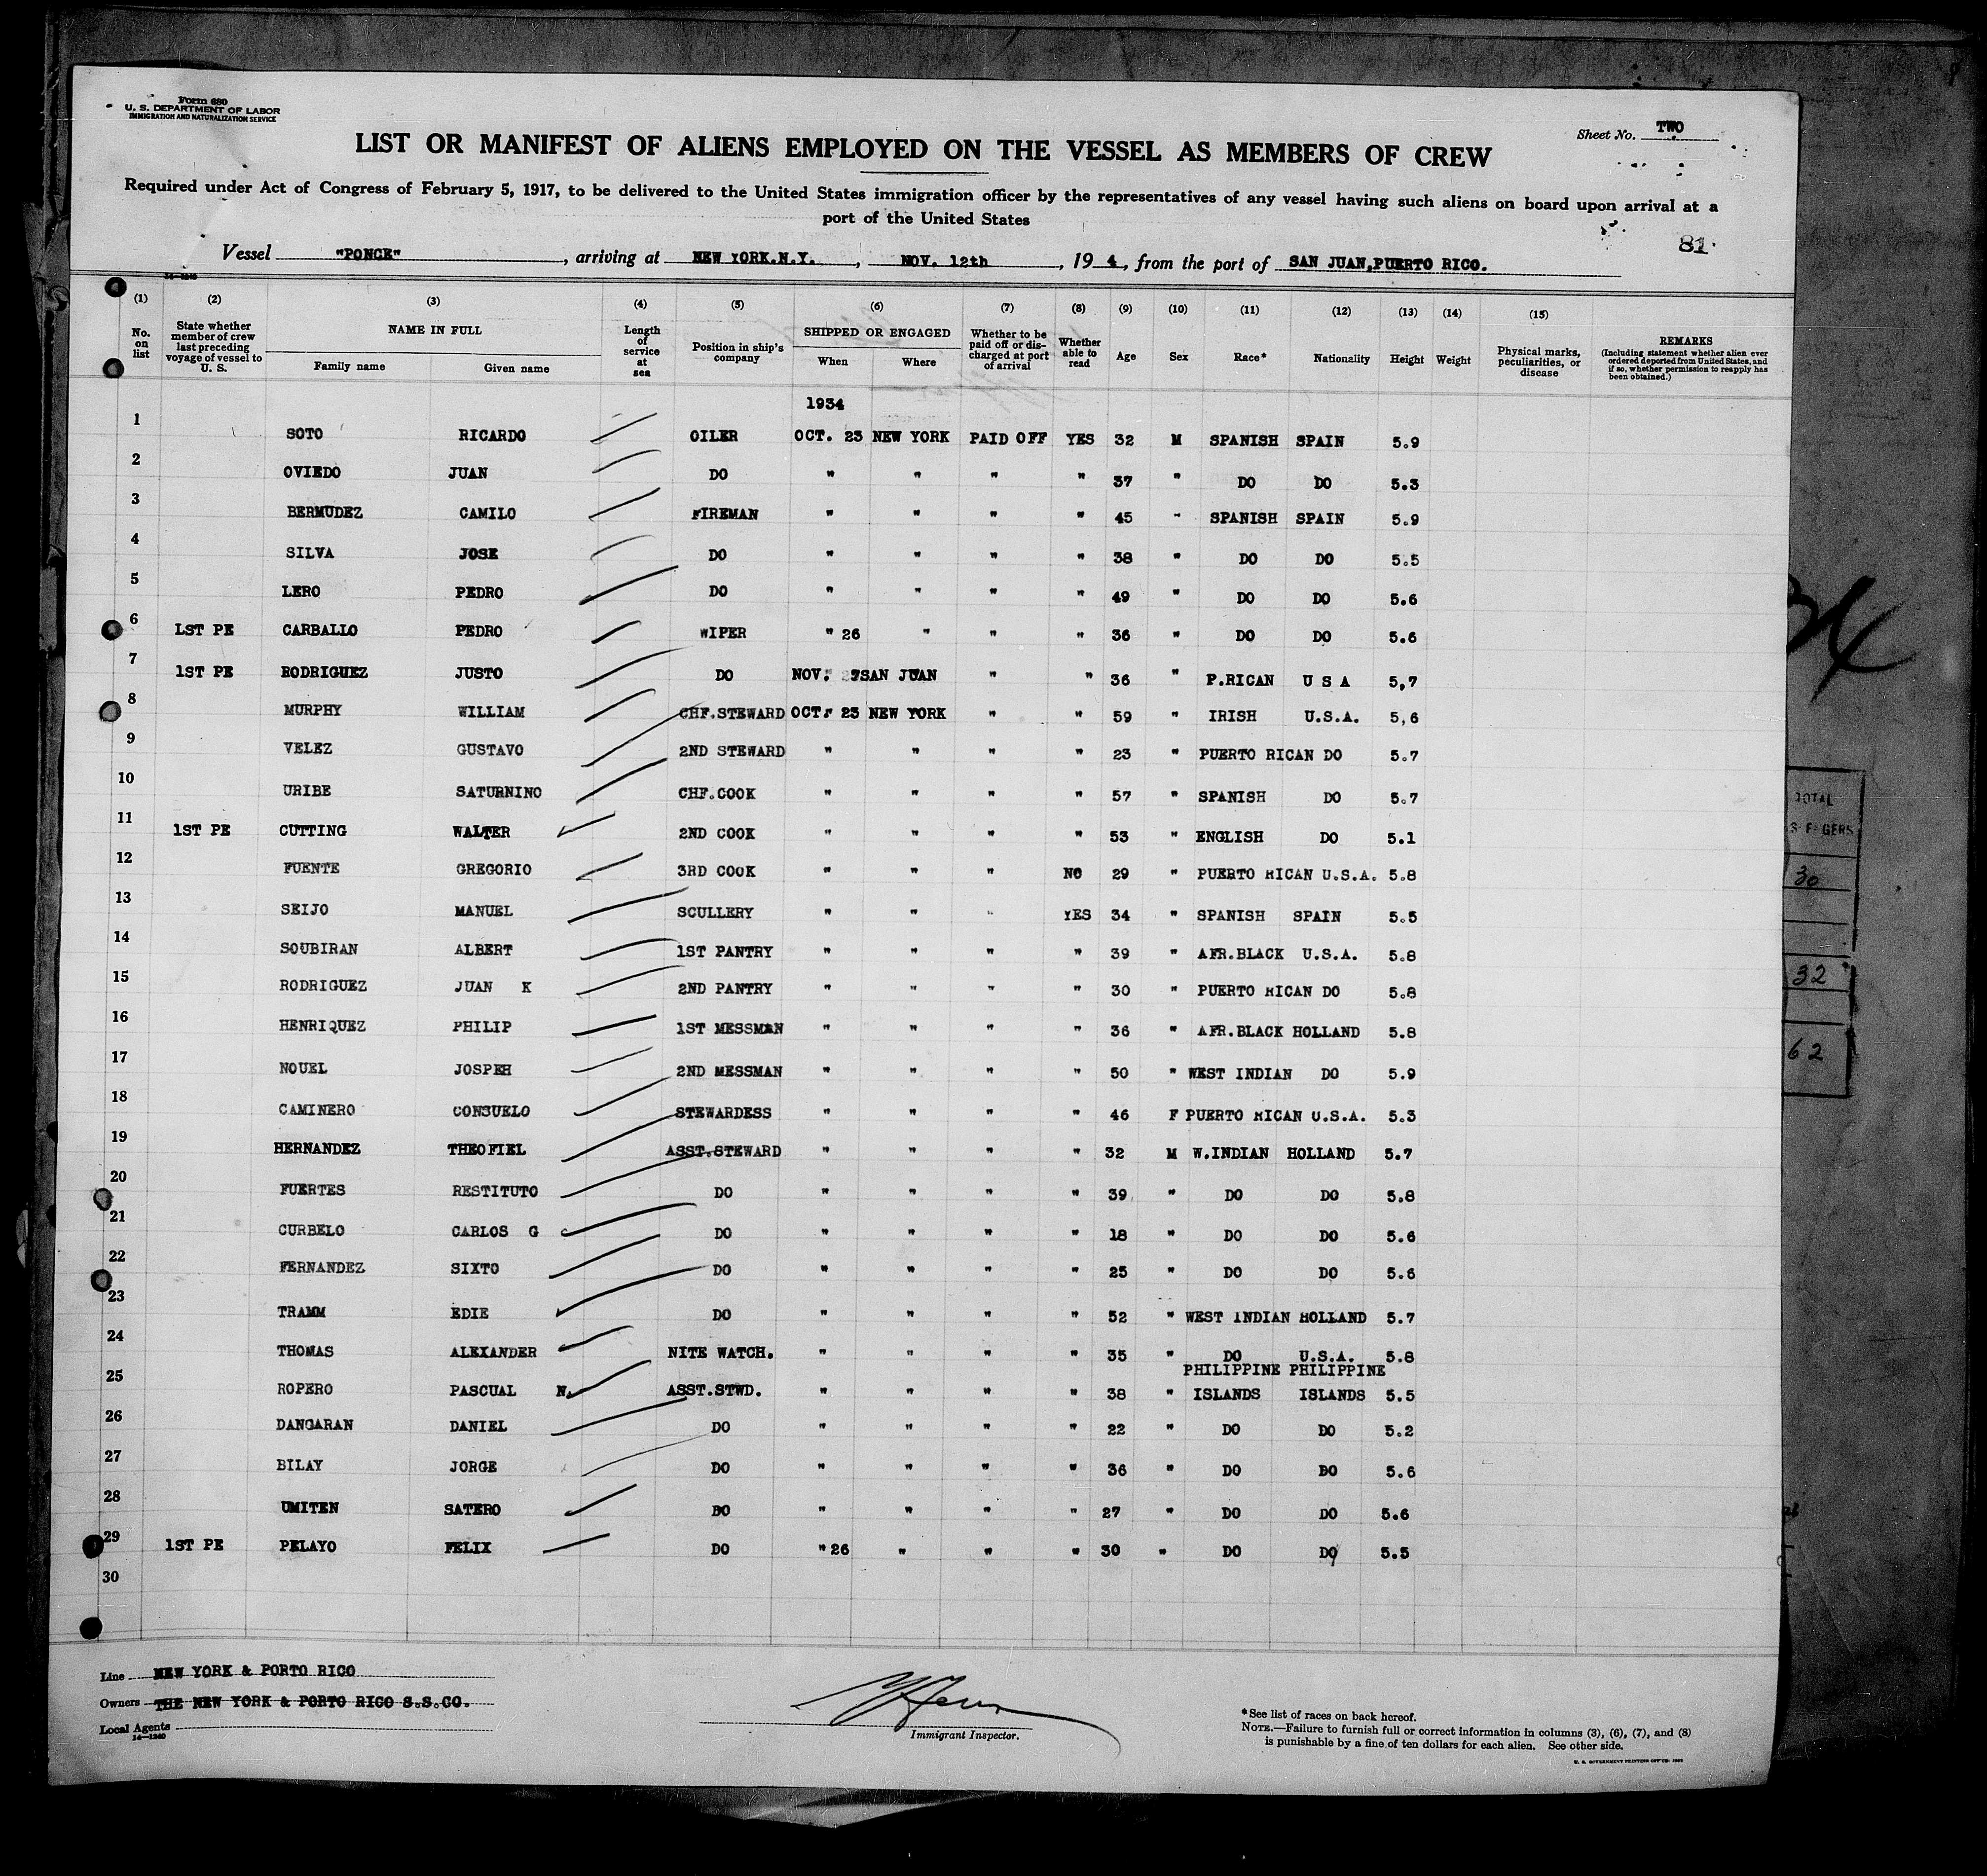 Form 680
U. S. DEPARTMENT OF LABOR
IMMIGRATION AND NATURALIZATION SERVICE
Sheet No. TWO
LIST OR MANIFEST OF ALIENS EMPLOYED ON THE VESSEL AS MEMBERS OF CREW
Required under Act of Congress of February 5, 1917, to be delivered to the United States immigration officer by the representatives of any vessel having such aliens on board upon arrival at a
port of the United States
81
Vessel "PONCE", arriving at NEW YORK.N.Y., NOV. 12th, 19 4, from the port of SAN JUAN,PUERTO RICO.
(1) (2) (3) (4) (5) (6) (7) (8) (9) (10) (11) (12) (13) (14) (15)
No. on list
State whether member of crew last preceding voyage of vessel to U. S.
NAME IN FULL
Family name Given name
Length of service at sea
Position in ship's company
SHIPPED OR ENGAGED
When Where
Whether to be paid off or discharged at port of arrival
Whether able to read
Age Sex Race* Nationality Height Weight
Physical marks, peculiarities, or disease
REMARKS
(Including statement whether alien ever ordered deported from United States, and if so, whether permission to reapply has been obtained.)
1934
1 SOTO RICARDO OILER OCT. 23 NEW YORK PAID OFF YES 32 M SPANISH SPAIN 5.9
2 OVIEDO JUAN DO " " " " 37 " DO DO 5.3
3 BERMUDEZ CAMILO FIREMAN " " " " 45 " SPANISH SPAIN 5.9
4 SILVA JOSE DO " " " " 38 " DO DO 5.5
5 LERO PEDRO DO " " " " 49 " DO DO 5.6
6 LST PE CARBALLO PEDRO WIPER " 26 " " " 36 " DO DO 5.6
7 1ST PE RODRIGUEZ JUSTO DO NOV. 7 SAN JUAN " " 36 " P.RICAN U S A 5,7
8 MURPHY WILLIAM CHF.STEWARD OCT. 23 NEW YORK " " 59 " IRISH U.S.A. 5,6
9 VELEZ GUSTAVO 2ND STEWARD " " " " 23 " PUERTO RICAN DO 5.7
10 URIBE SATURNINO CHF.COOK " " " " 57 " SPANISH DO 5.7
11 1ST PE CUTTING WALTER 2ND COOK " " " " 53 " ENGLISH DO 5.1
12 FUENTE GREGORIO 3RD COOK " " " NO 29 " PUERTO RICAN U.S.A. 5.8
13 SEIJO MANUEL SCULLERY " " " YES 34 " SPANISH SPAIN 5.5
14 SOUBIRAN ALBERT 1ST PANTRY " " " " 39 " AFR.BLACK U.S.A. 5.8
15 RODRIGUEZ JUAN K 2ND PANTRY " " " " 30 " PUERTO RICAN DO 5.8
16 HENRIQUEZ PHILIP 1ST MESSMAN " " " " 36 " AFR.BLACK HOLLAND 5.8
17 NOUEL JOSPEH 2ND MESSMAN " " " " 50 " WEST INDIAN DO 5.9
18 CAMINERO CONSUELO STEWARDESS " " " " 46 F PUERTO RICAN U.S.A. 5.3
19 HERNANDEZ THEOFIEL ASST.STEWARD " " " " 32 M W.INDIAN HOLLAND 5.7
20 FUERTES RESTITUTO DO " " " " 39 " DO DO 5.8
21 CURBELO CARLOS G DO " " " " 18 " DO DO 5.6
22 FERNANDEZ SIXTO DO " " " " 25 " DO DO 5.6
23 TRAMM EDIE DO " " " " 52 " WEST INDIAN HOLLAND 5.7
24 THOMAS ALEXANDER NITE WATCH. " " " " 35 " DO U.S.A. 5.8
PHILIPPINE PHILIPPINE
25 ROPERO PASCUAL N. ASST.STWD. " " " " 38 " ISLANDS ISLANDS 5.5
26 DANGARAN DANIEL DO " " " " 22 " DO DO 5.2
27 BILAY JORGE DO " " " " 36 " DO DO 5.6
28 UMITEN SATERO DO " " " " 27 " DO DO 5.6
29 1ST PE PELAYO FELIX DO " 26 " " " 30 " DO DO 5.5
30
Line NEW YORK & PORTO RICO
Owners THE NEW YORK & PORTO RICO S.S.CO.
Local Agents
14—1240
Immigrant Inspector.
*See list of races on back hereof.
NOTE.—Failure to furnish full or correct information in columns (3), (6), (7), and (8)
is punishable by a fine of ten dollars for each alien. See other side.
TOTAL
30
32
62